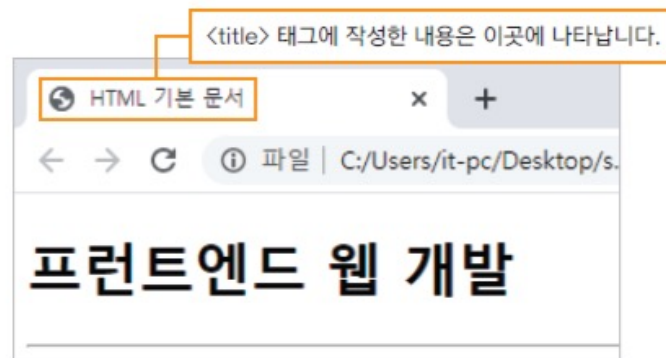 <title> 태그에 작성한 내용은 이곳에 나타납니다.
HTML 기본 문서
파일 | C:/Users/it-pc/Desktop/s.
프런트엔드 웹 개발